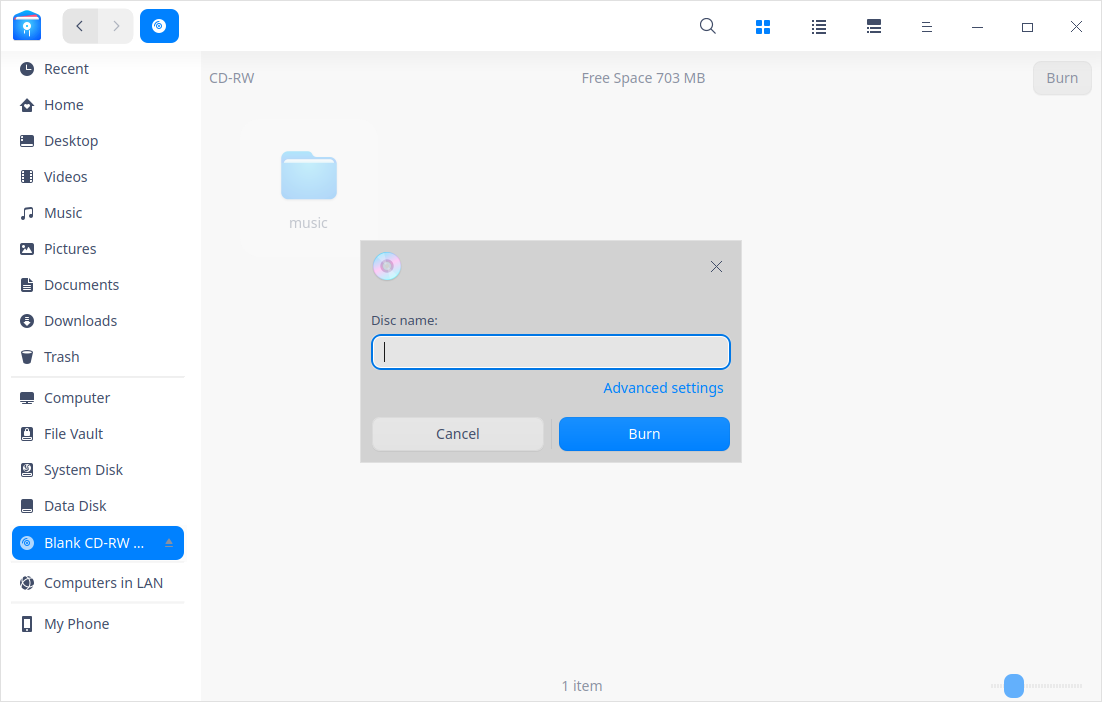 Recent
Home
Desktop
Videos
Music
Pictures
Documents
Downloads
Trash
Computer
File Vault
System Disk
Data Disk
Blank CD-RW ...
Computers in LAN
My Phone
CD-RW
Free Space 703 MB
Burn
music
Disc name:
Advanced settings
Cancel
Burn
1 item